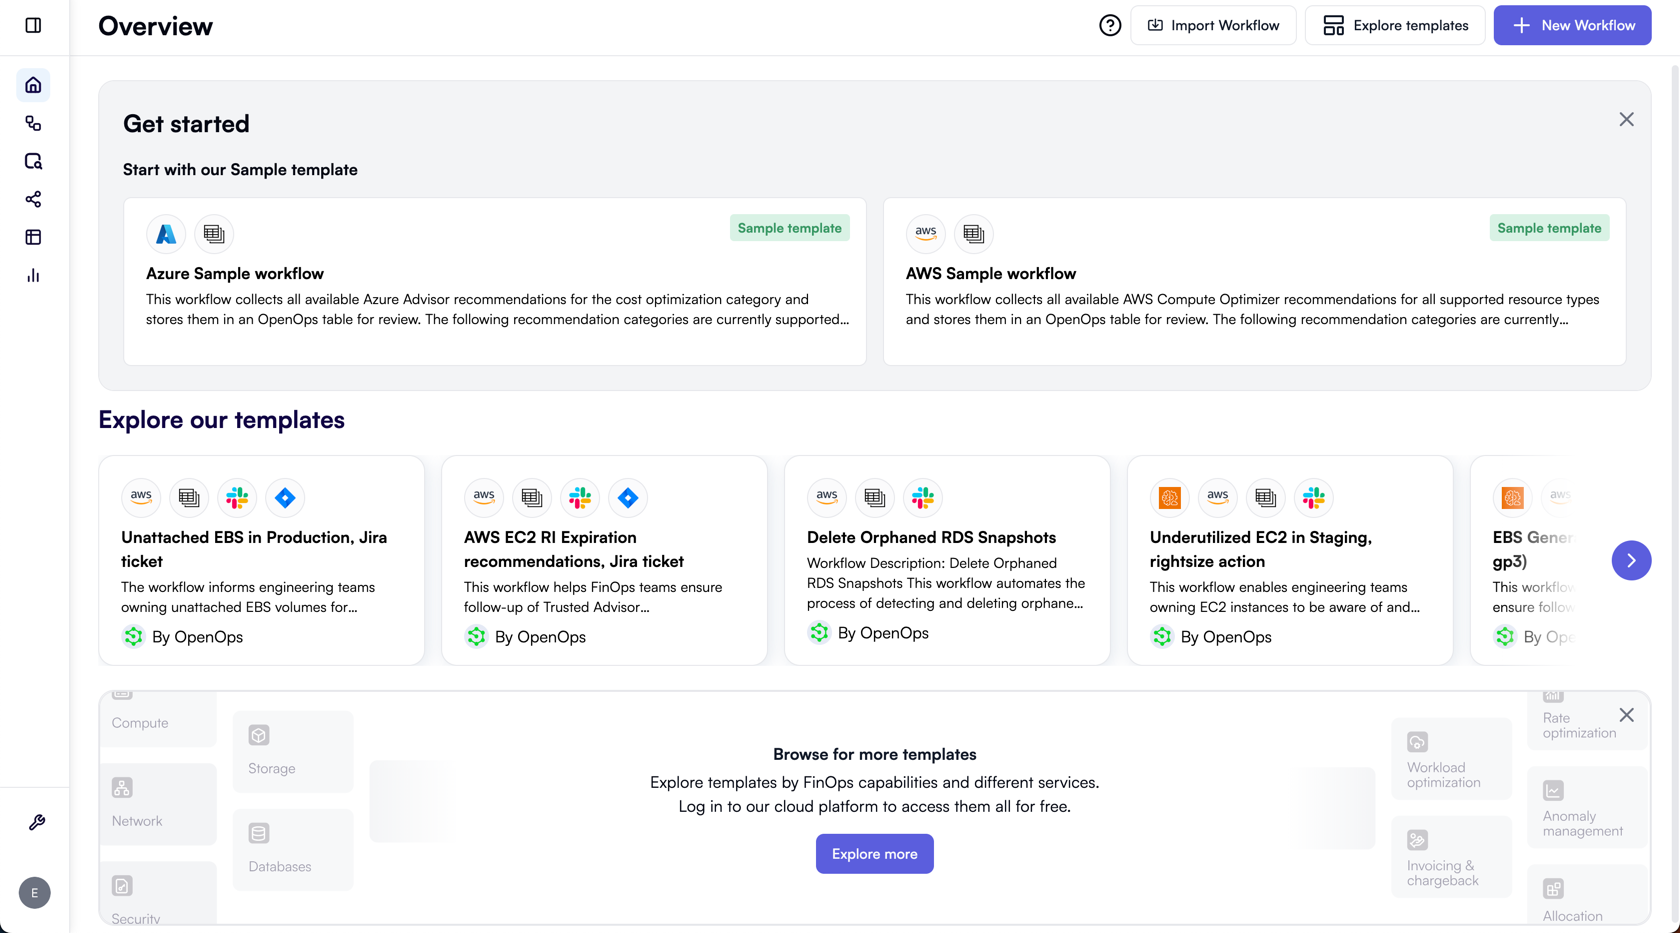 Overview
Import Workflow
Explore templates
New Workflow
Get started
Start with our Sample template
Sample template
Azure Sample workflow
This workflow collects all available Azure Advisor recommendations for the cost optimization category and
stores them in an OpenOps table for review. The following recommendation categories are currently supported...
aws
Sample template
AWS Sample workflow
This workflow collects all available AWS Compute Optimizer recommendations for all supported resource types
and stores them in an OpenOps table for review. The following recommendation categories are currently...
Explore our templates
aws
Unattached EBS in Production, Jira
ticket
The workflow informs engineering teams
owning unattached EBS volumes for...
By OpenOps
aws
AWS EC2 RI Expiration
recommendations, Jira ticket
This workflow helps FinOps teams ensure
follow-up of Trusted Advisor...
By OpenOps
aws
Delete Orphaned RDS Snapshots
Workflow Description: Delete Orphaned
RDS Snapshots This workflow automates the
process of detecting and deleting orphane...
By OpenOps
aws
Underutilized EC2 in Staging,
rightsize action
This workflow enables engineering teams
owning EC2 instances to be aware of and...
By OpenOps
aws
EBS Gener
gp3)
This workflow
ensure follow
By Ope
Compute
Network
Security
Storage
Databases
Browse for more templates
Explore templates by FinOps capabilities and different services.
Log in to our cloud platform to access them all for free.
Explore more
Workload
optimization
Invoicing &
chargeback
Rate
optimization
Anomaly
management
Allocation
E